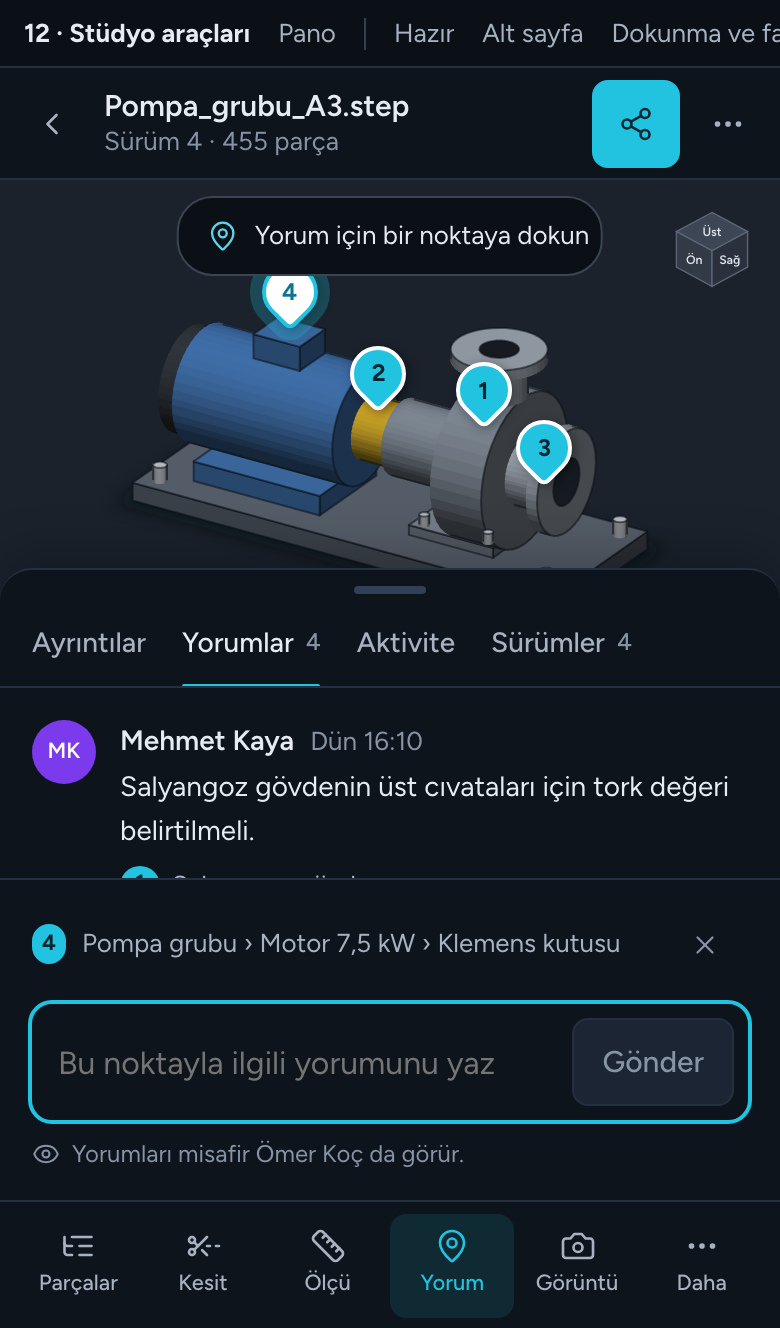 12 · Stüdyo araçları Pano Hazır Alt sayfa Dokunma ve
Pompa_grubu_A3.step
Sürüm 4 · 455 parça
Yorum için bir noktaya dokun
Üst
Ön Sağ
4
2
1
3
Ayrıntılar Yorumlar 4 Aktivite Sürümler 4
MK
Mehmet Kaya Dün 16:10
Salyangoz gövdenin üst cıvataları için tork değeri
belirtilmeli.
4 Pompa grubu › Motor 7,5 kW › Klemens kutusu
Bu noktayla ilgili yorumunu yaz Gönder
Yorumları misafir Ömer Koç da görür.
Parçalar Kesit Ölçü Yorum Görüntü Daha